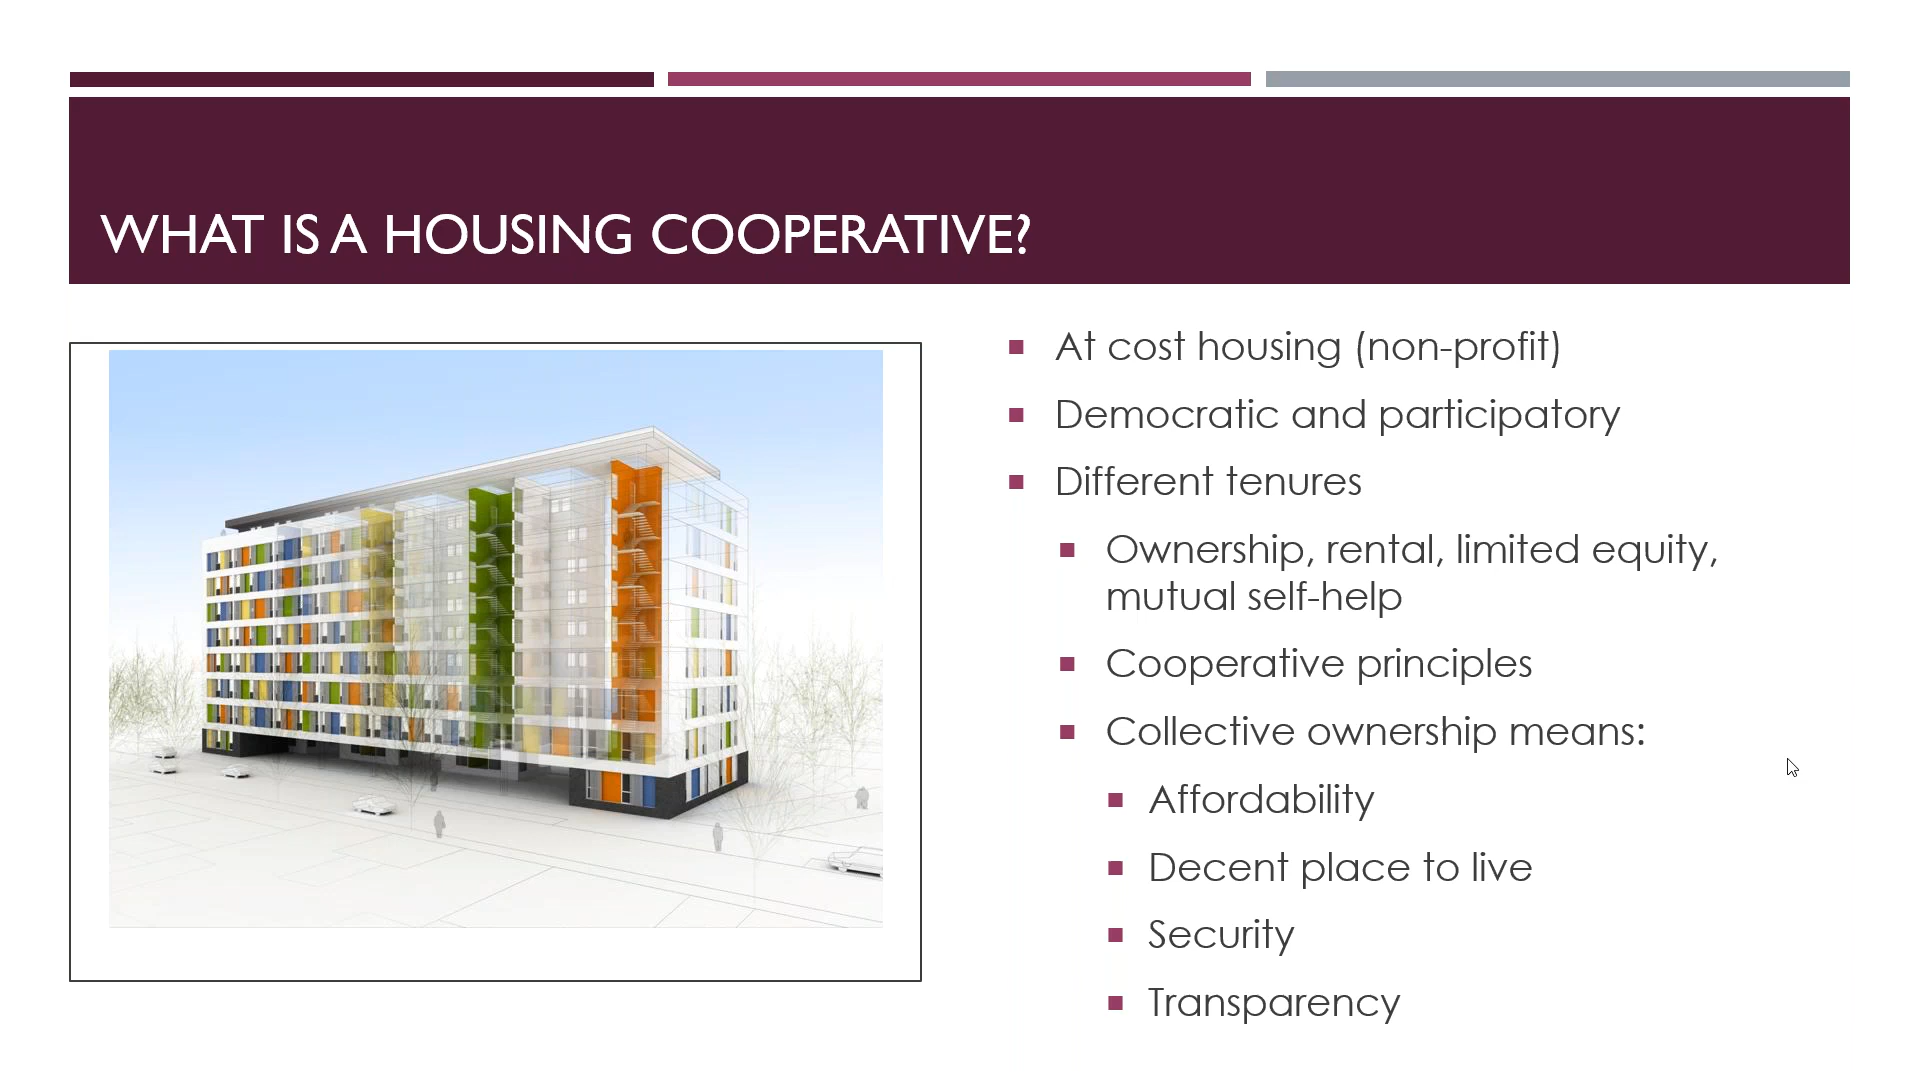 WHAT IS A HOUSING COOPERATIVE?
At cost housing (non-profit)
Democratic and participatory
Different tenures
Ownership, rental, limited equity,
mutual self-help
Cooperative principles
Collective ownership means:
Affordability
Decent place to live
Security
Transparency